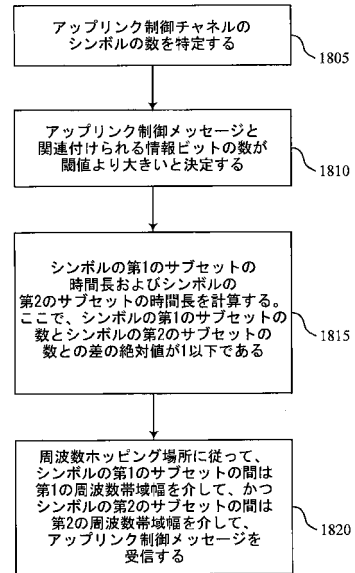 アップリンク制御チャネルの
シンボルの数を特定する
1805
アップリンク制御メッセージと
関連付けられる情報ビットの数が
閾値より大きいと決定する
1810
シンボルの第1のサブセットの
時間長およびシンボルの
第2のサブセットの時間長を計算する。
ここで、シンボルの第1のサブセットの
数とシンボルの第2のサブセットの
数との差の絶対値が1以下である
1815
周波数ホッピング場所に従って、
シンボルの第1のサブセットの間は
第1の周波数帯域幅を介して、かつ
シンボルの第2のサブセットの間は
第2の周波数帯域幅を介して、
アップリンク制御メッセージを
受信する
1820